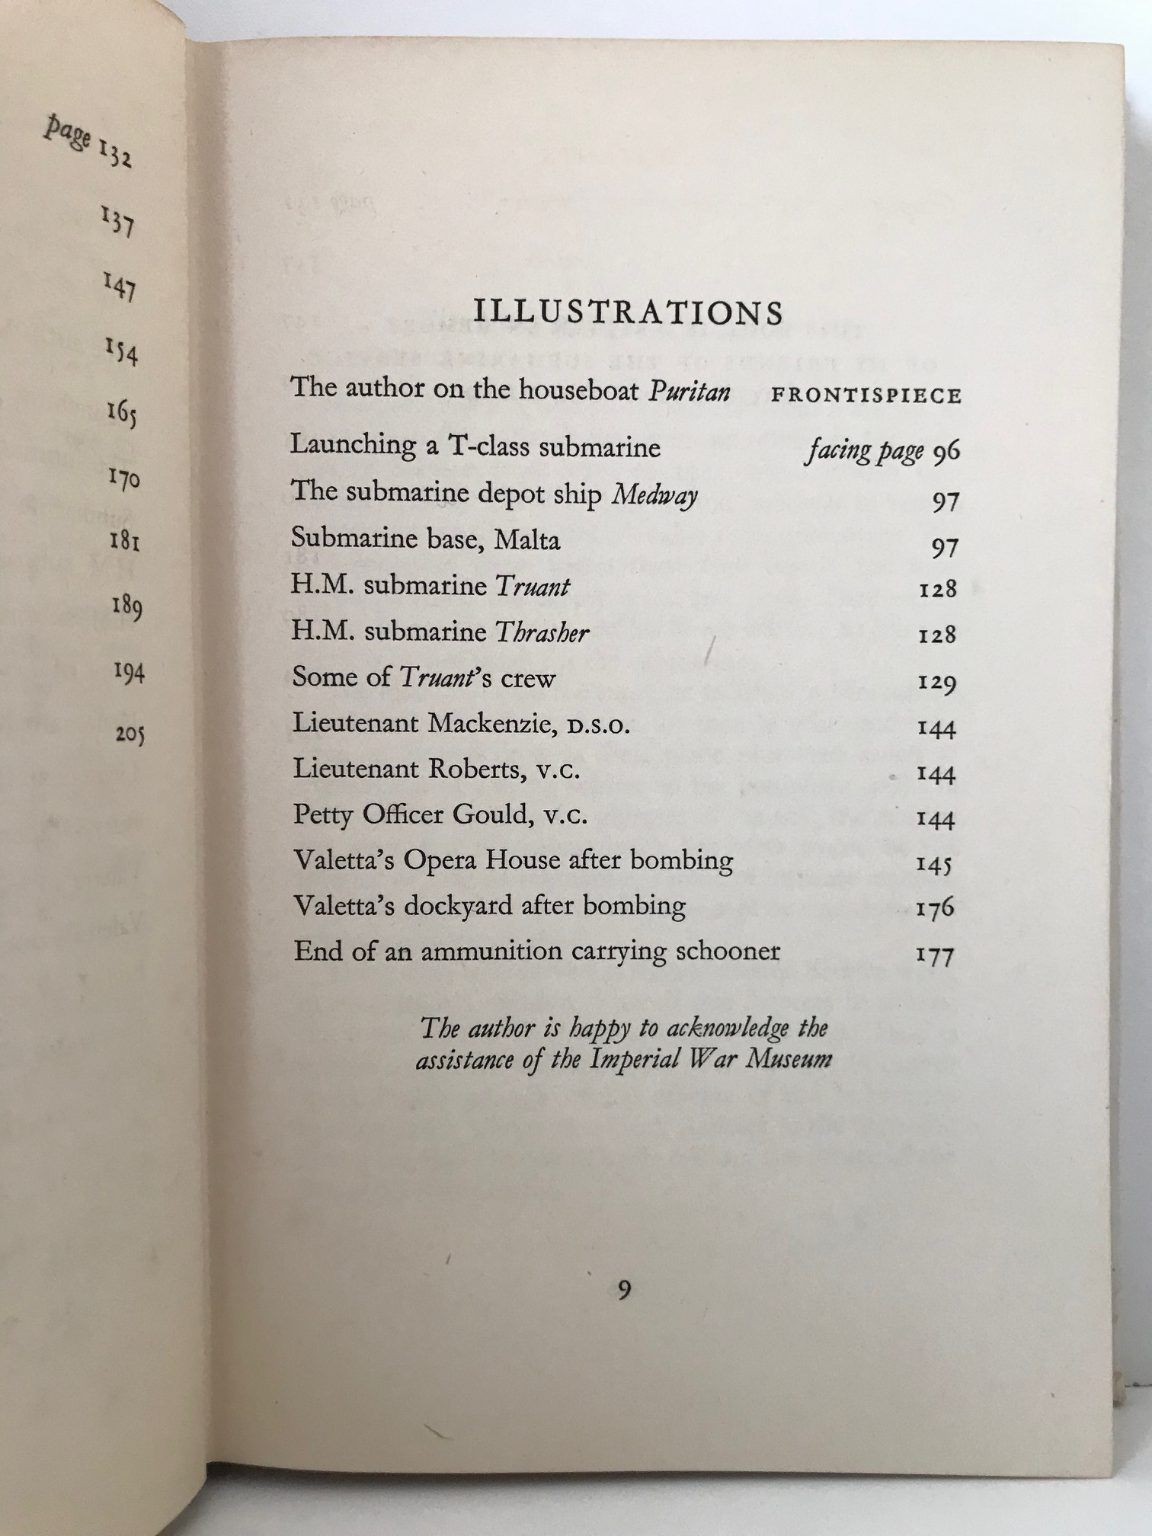 page 132
137
147
154
165
170
181
189
194
205
ILLUSTRATIONS
The author on the houseboat Puritan FRONTISPIECE
Launching a T-class submarine facing page 96
The submarine depot ship Medway 97
Submarine base, Malta 97
H.M. submarine Truant 128
H.M. submarine Thrasher 128
Some of Truant's crew 129
Lieutenant Mackenzie, D.S.O. 144
Lieutenant Roberts, V.C. 144
Petty Officer Gould, V.C. 144
Valetta's Opera House after bombing 145
Valetta's dockyard after bombing 176
End of an ammunition carrying schooner 177
The author is happy to acknowledge the
assistance of the Imperial War Museum
9